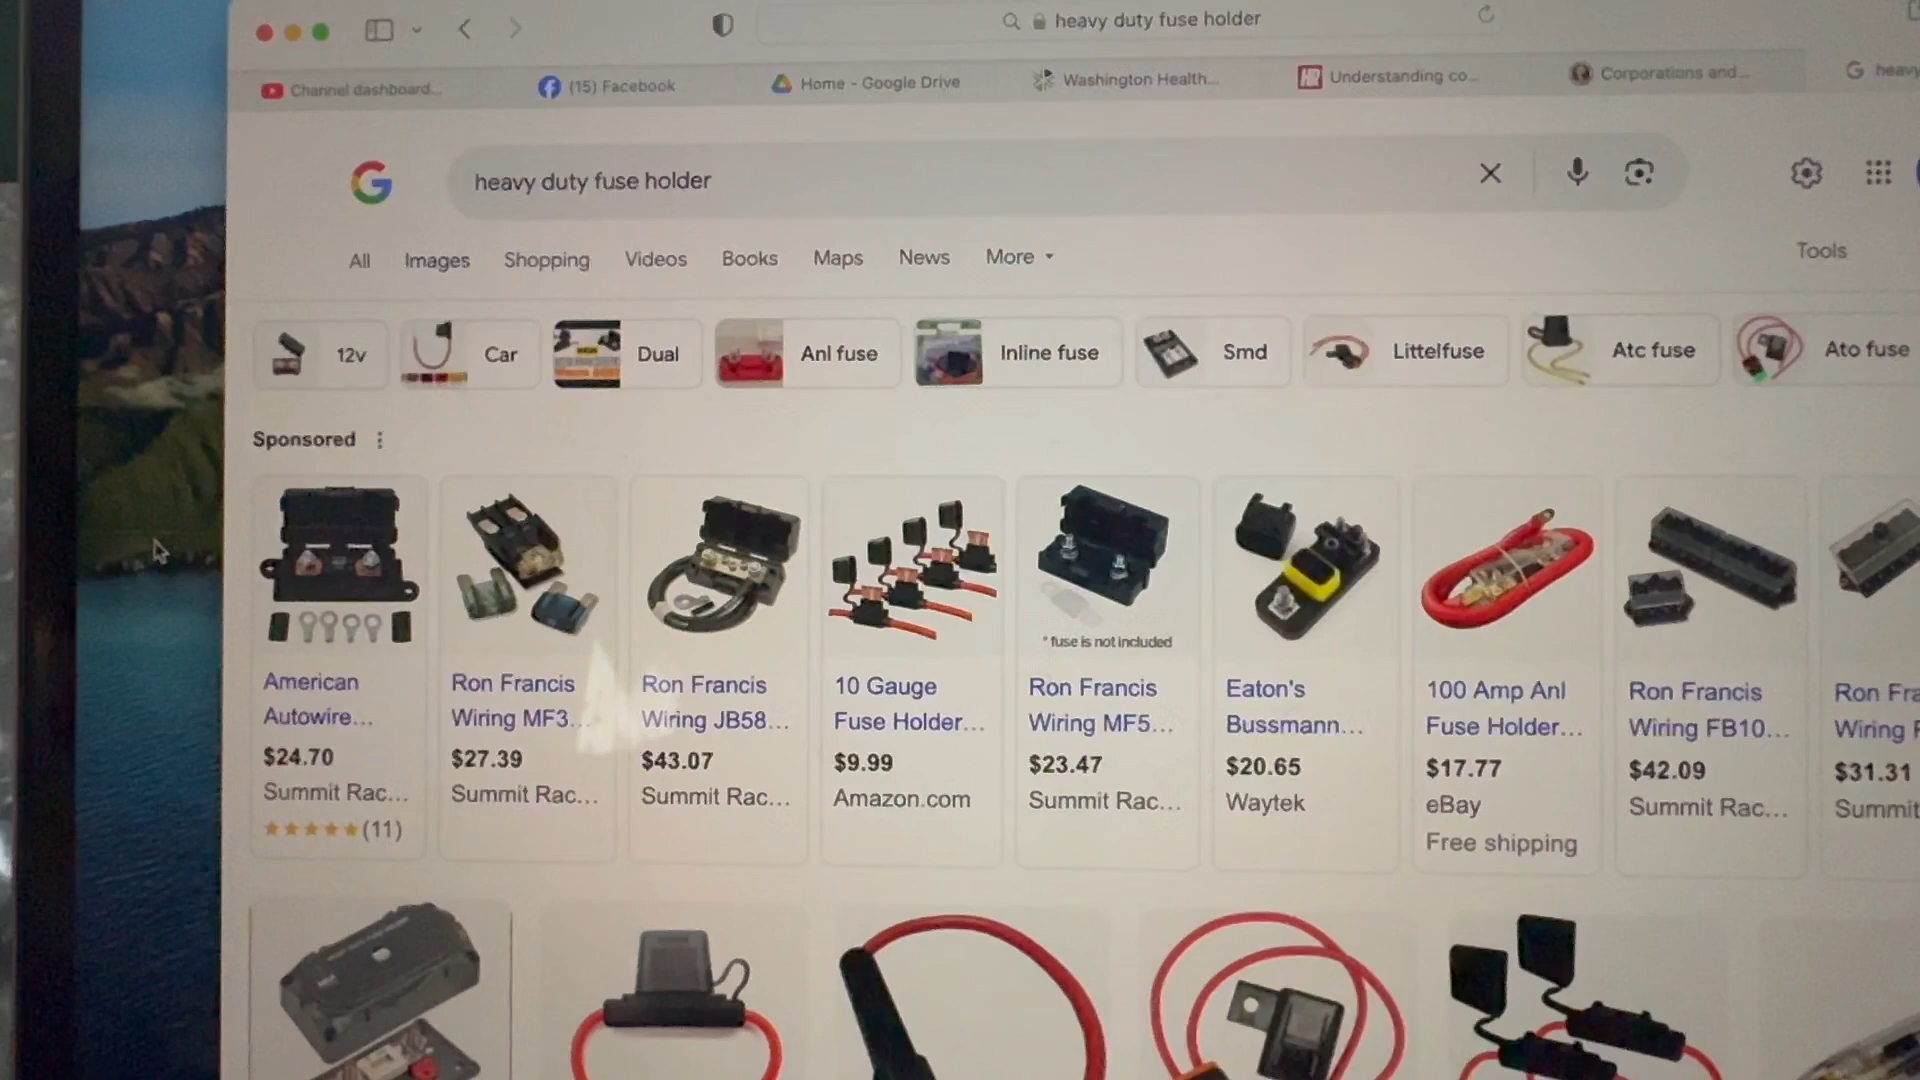 heavy duty fuse holder
Channel dashboard...
(15) Facebook
Home - Google Drive
Washington Health...
Understanding co...
Corporations and...
heavy
heavy duty fuse holder
All Images Shopping Videos Books Maps News More
Tools
12v
Car
Dual
Anl fuse
Inline fuse
Smd
Littelfuse
Atc fuse
Ato fuse
Sponsored
American
Autowire...
$24.70
Summit Rac...
(11)
Ron Francis
Wiring MF3...
$27.39
Summit Rac...
Ron Francis
Wiring JB58...
$43.07
Summit Rac...
10 Gauge
Fuse Holder...
$9.99
Amazon.com
* fuse is not included
Ron Francis
Wiring MF5...
$23.47
Summit Rac...
Eaton's
Bussmann...
$20.65
Waytek
100 Amp Anl
Fuse Holder...
$17.77
eBay
Free shipping
Ron Francis
Wiring FB10...
$42.09
Summit Rac...
Ron Fra
Wiring F
$31.31
Summit